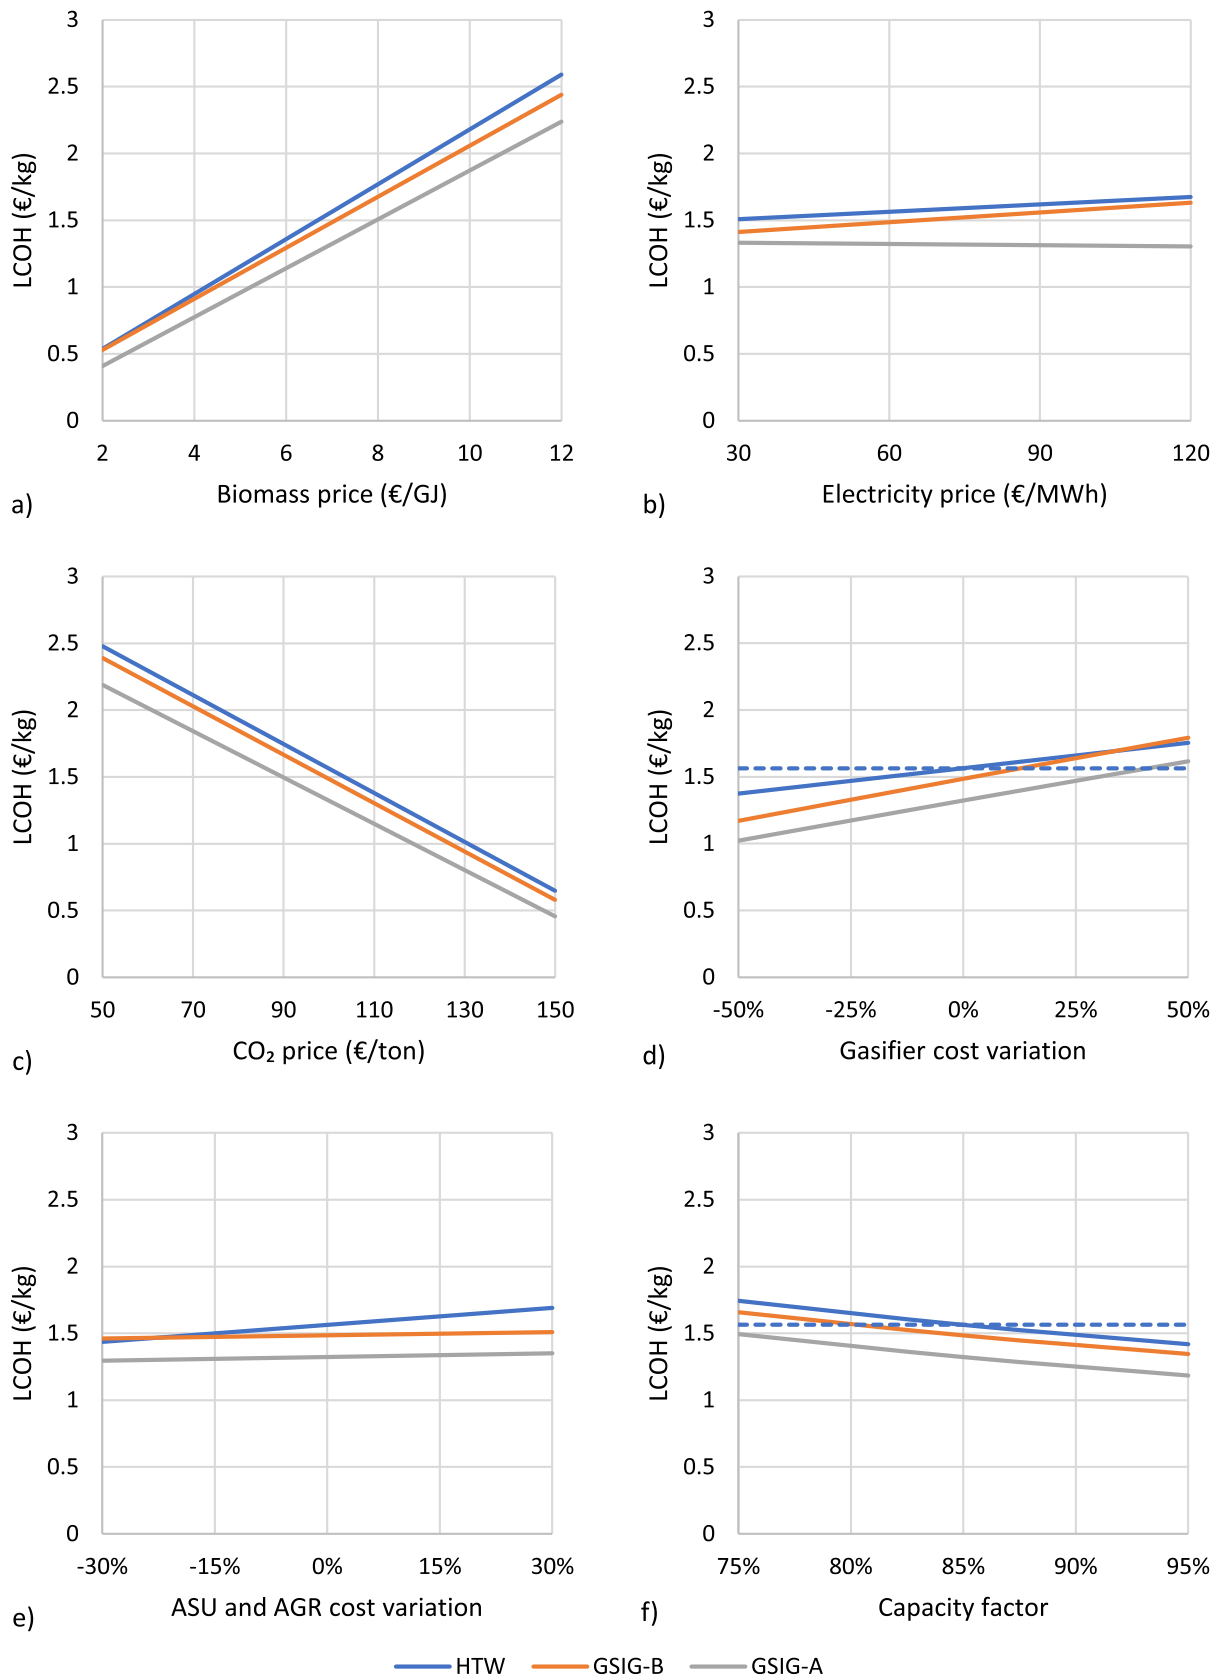 3
2.5
2
1.5
1
0.5
0
LCOH (€/kg)
2 4 6 8 10 12
Biomass price (€/GJ)
a)
3
2.5
2
1.5
1
0.5
0
LCOH (€/kg)
30 60 90 120
Electricity price (€/MWh)
b)
3
2.5
2
1.5
1
0.5
0
LCOH (€/kg)
50 70 90 110 130 150
CO₂ price (€/ton)
c)
3
2.5
2
1.5
1
0.5
0
LCOH (€/kg)
-50% -25% 0% 25% 50%
Gasifier cost variation
d)
3
2.5
2
1.5
1
0.5
0
LCOH (€/kg)
-30% -15% 0% 15% 30%
ASU and AGR cost variation
e)
3
2.5
2
1.5
1
0.5
0
LCOH (€/kg)
75% 80% 85% 90% 95%
Capacity factor
f)
HTW GSIG-B GSIG-A